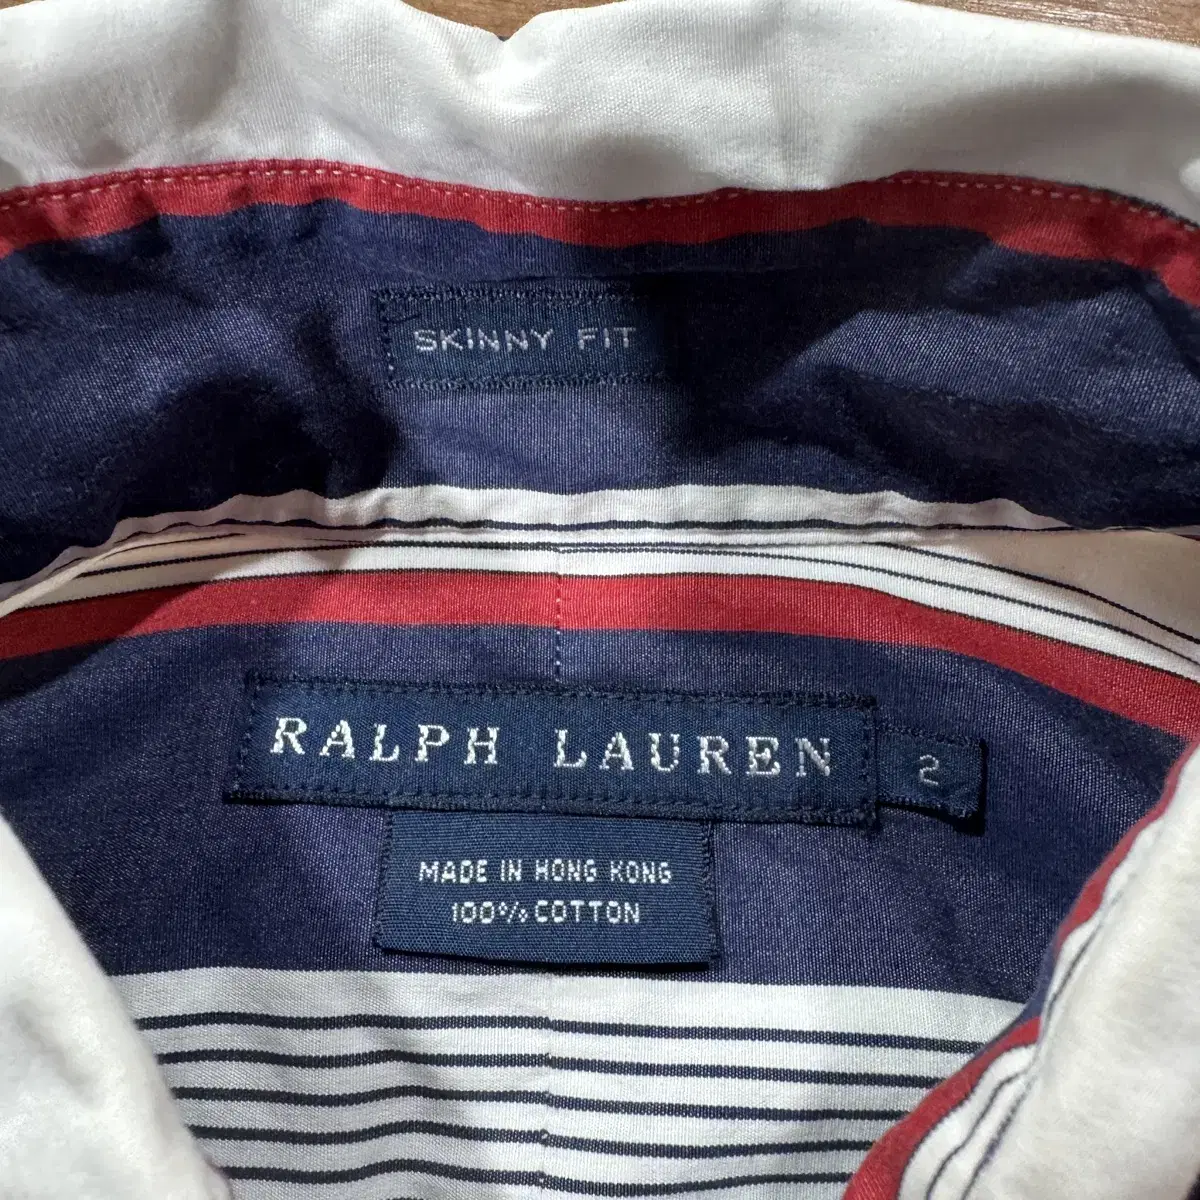 SKINNY FIT
RALPH LAUREN
2
MADE IN HONG KONG
100% COTTON